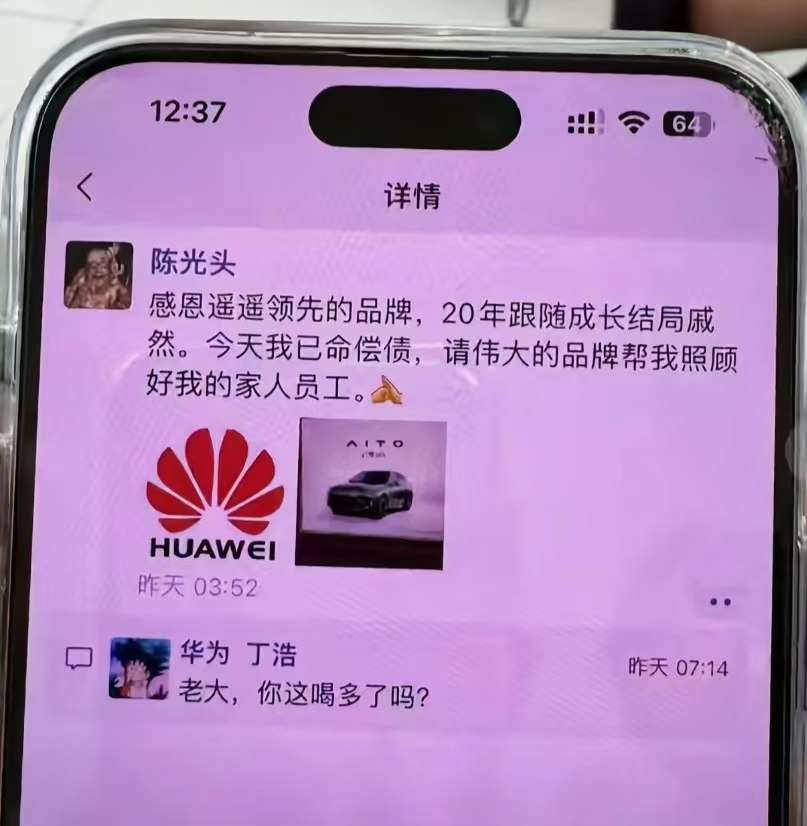 12:37
64
详情
陈光头
感恩遥遥领先的品牌，20年跟随成长结局戚
然。今天我已命偿债，请伟大的品牌帮我照顾
好我的家人员工。🙏
AITO
HUAWEI
昨天 03:52
华为 丁浩
昨天 07:14
老大，你这喝多了吗？